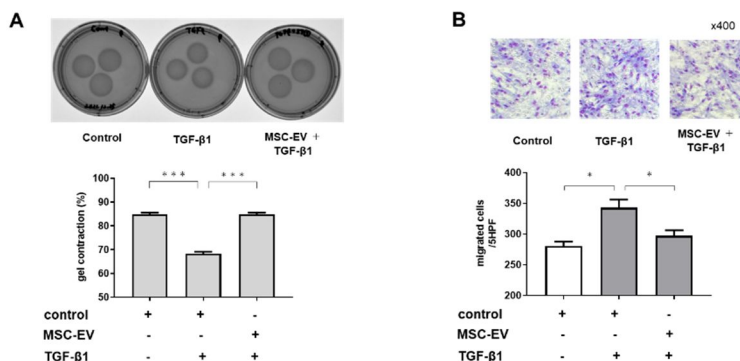 A
Cont
TGFβ
Control
TGF-β1
MSC-EV +
TGF-β1
***
***
gel contraction (%)
100
90
80
70
60
50
control + + -
MSC-EV - - +
TGF-β1 - + +
B
x400
Control
TGF-β1
MSC-EV +
TGF-β1
*
*
migrated cells
/5HPF
400
350
300
250
200
control + + -
MSC-EV - - +
TGF-β1 - + +